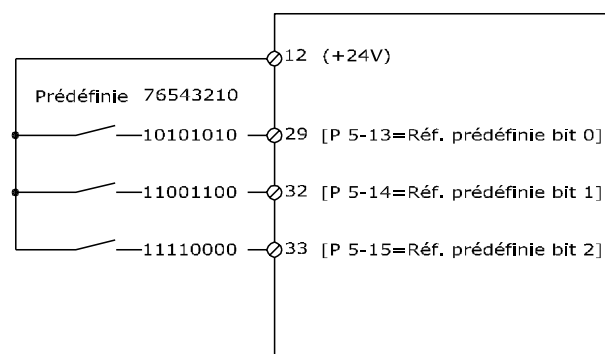 12 (+24V)
Prédéfinie 76543210
10101010 29 [P 5-13=Réf. prédéfinie bit 0]
11001100 32 [P 5-14=Réf. prédéfinie bit 1]
11110000 33 [P 5-15=Réf. prédéfinie bit 2]